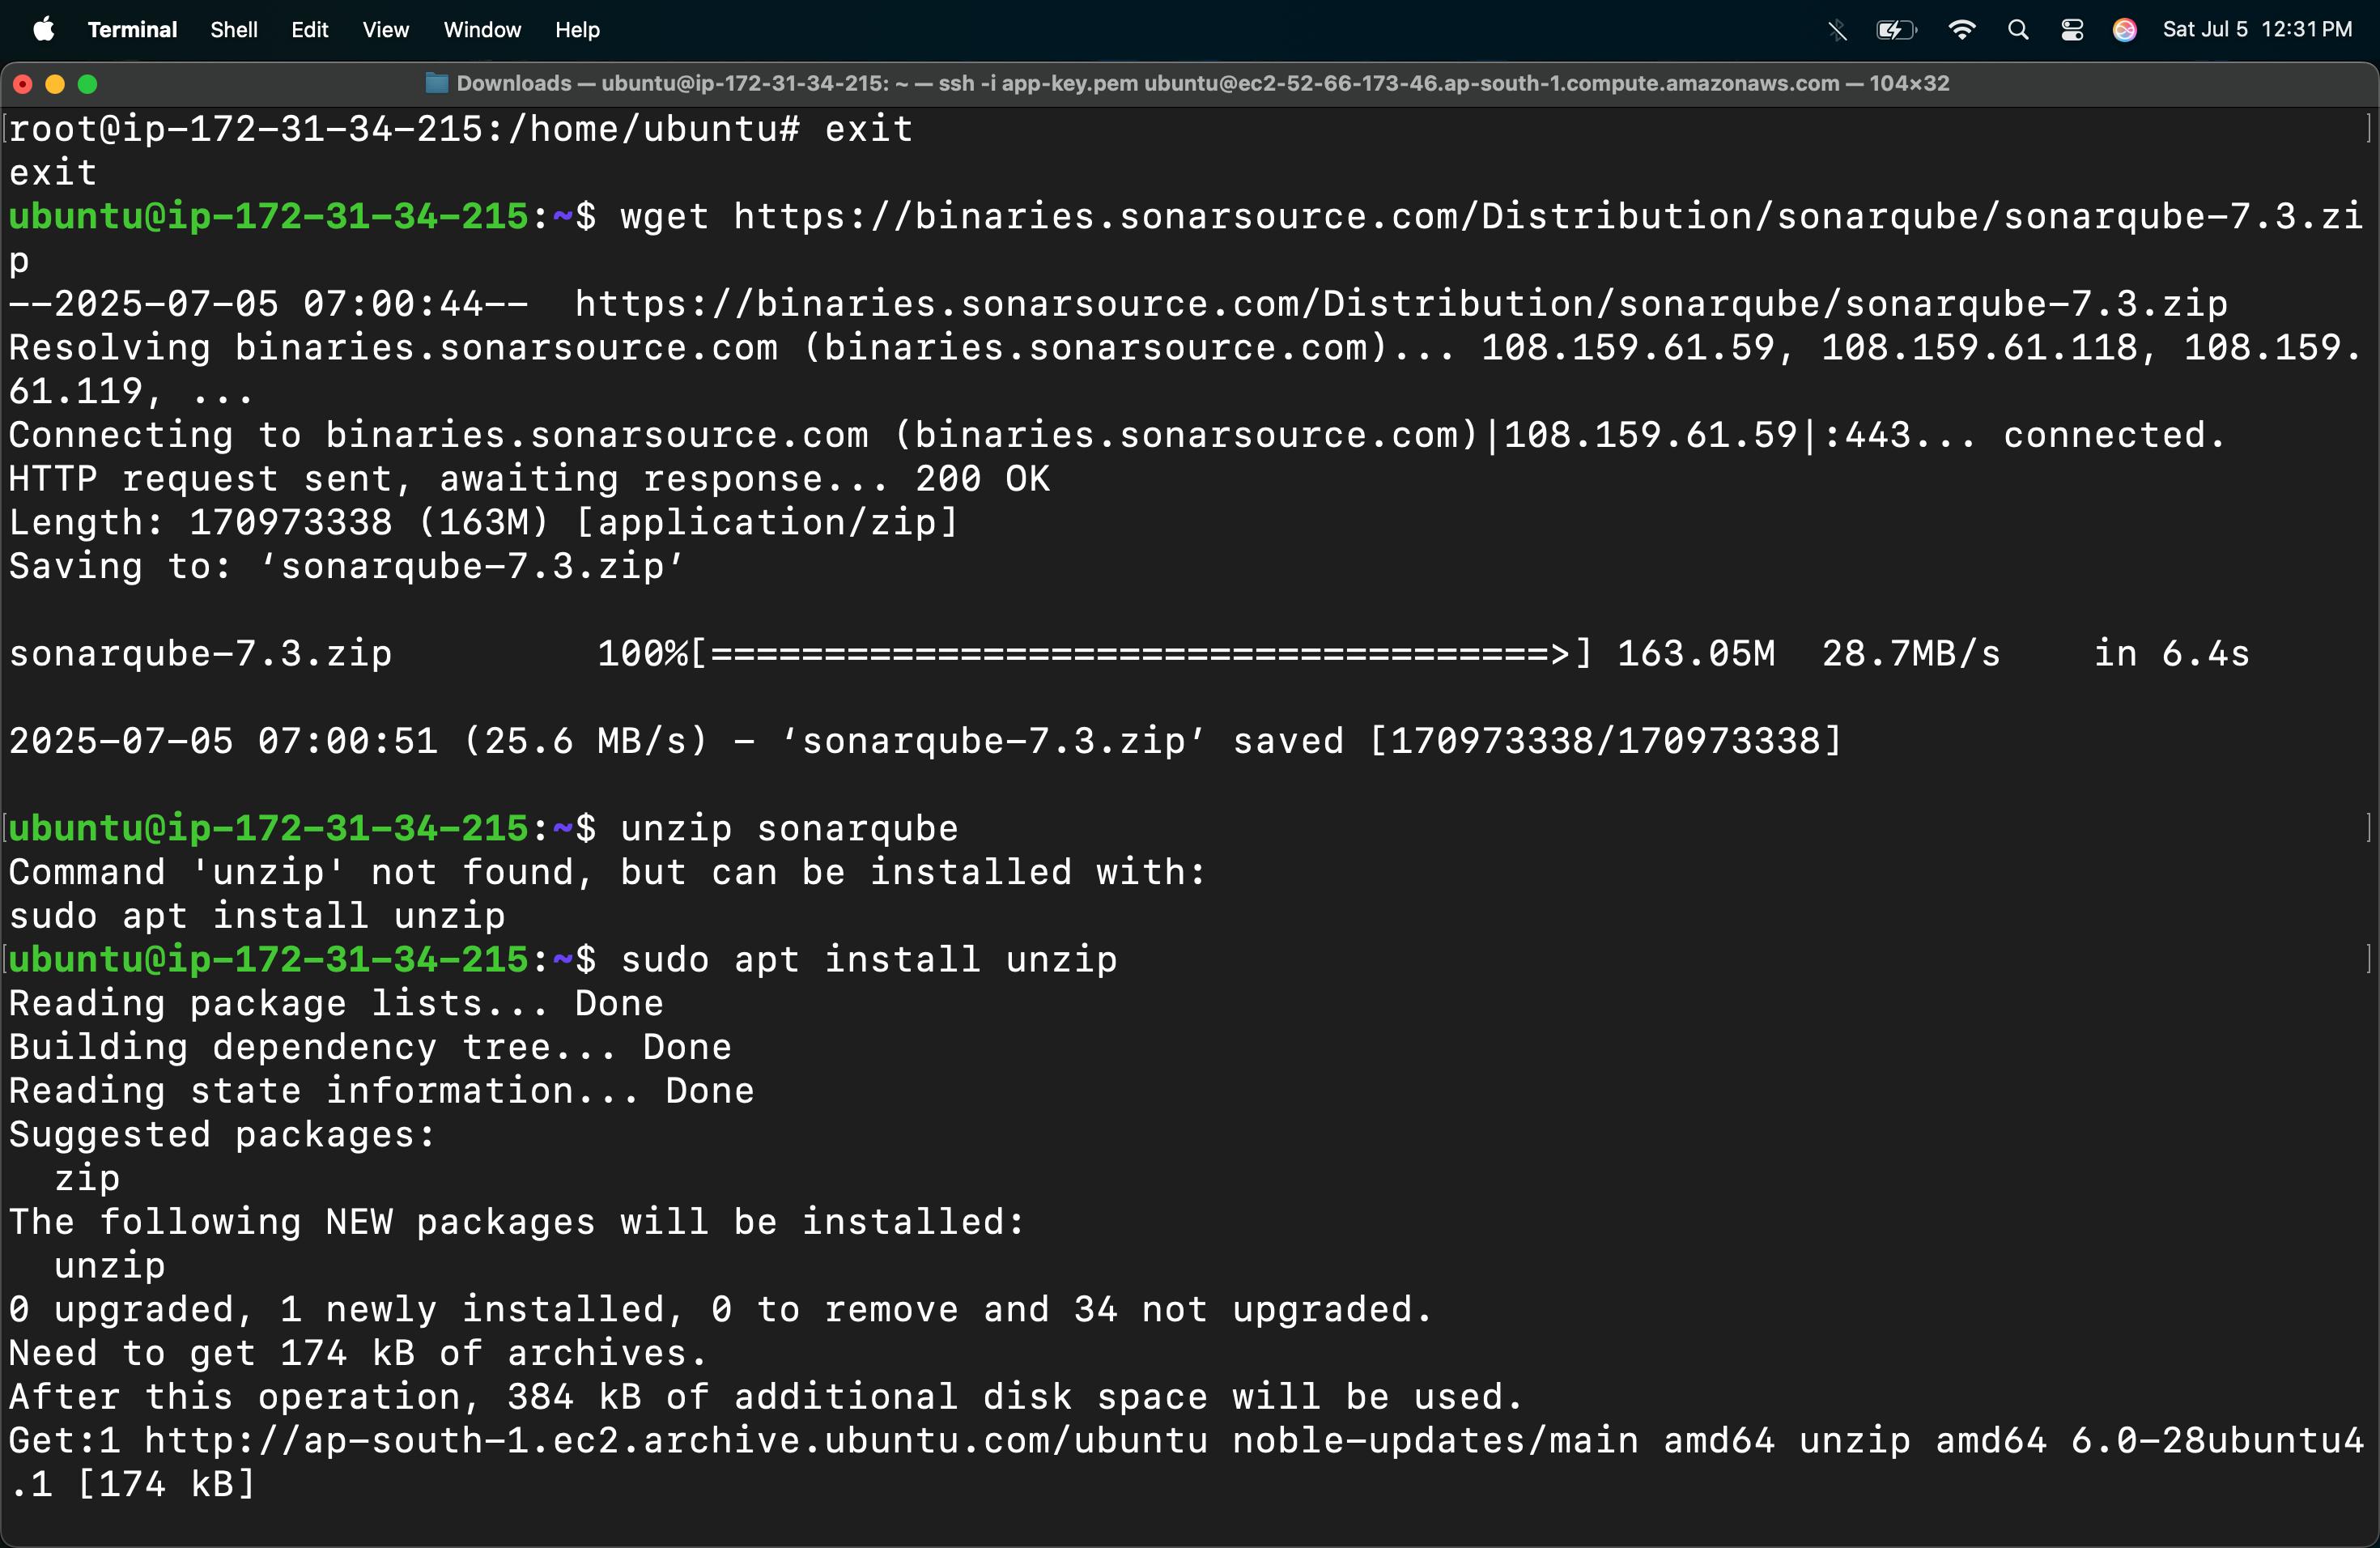 Terminal Shell Edit View Window Help Sat Jul 5 12:31 PM
Downloads — ubuntu@ip-172-31-34-215: ~ — ssh -i app-key.pem ubuntu@ec2-52-66-173-46.ap-south-1.compute.amazonaws.com — 104×32
[root@ip-172-31-34-215:/home/ubuntu# exit ]
exit
ubuntu@ip-172-31-34-215:~$ wget https://binaries.sonarsource.com/Distribution/sonarqube/sonarqube-7.3.zi
p
--2025-07-05 07:00:44--  https://binaries.sonarsource.com/Distribution/sonarqube/sonarqube-7.3.zip
Resolving binaries.sonarsource.com (binaries.sonarsource.com)... 108.159.61.59, 108.159.61.118, 108.159.
61.119, ...
Connecting to binaries.sonarsource.com (binaries.sonarsource.com)|108.159.61.59|:443... connected.
HTTP request sent, awaiting response... 200 OK
Length: 170973338 (163M) [application/zip]
Saving to: ‘sonarqube-7.3.zip’
sonarqube-7.3.zip         100%[=====================================>] 163.05M  28.7MB/s    in 6.4s
2025-07-05 07:00:51 (25.6 MB/s) - ‘sonarqube-7.3.zip’ saved [170973338/170973338]
[ubuntu@ip-172-31-34-215:~$ unzip sonarqube ]
Command 'unzip' not found, but can be installed with:
sudo apt install unzip
[ubuntu@ip-172-31-34-215:~$ sudo apt install unzip ]
Reading package lists... Done
Building dependency tree... Done
Reading state information... Done
Suggested packages:
  zip
The following NEW packages will be installed:
  unzip
0 upgraded, 1 newly installed, 0 to remove and 34 not upgraded.
Need to get 174 kB of archives.
After this operation, 384 kB of additional disk space will be used.
Get:1 http://ap-south-1.ec2.archive.ubuntu.com/ubuntu noble-updates/main amd64 unzip amd64 6.0-28ubuntu4
.1 [174 kB]